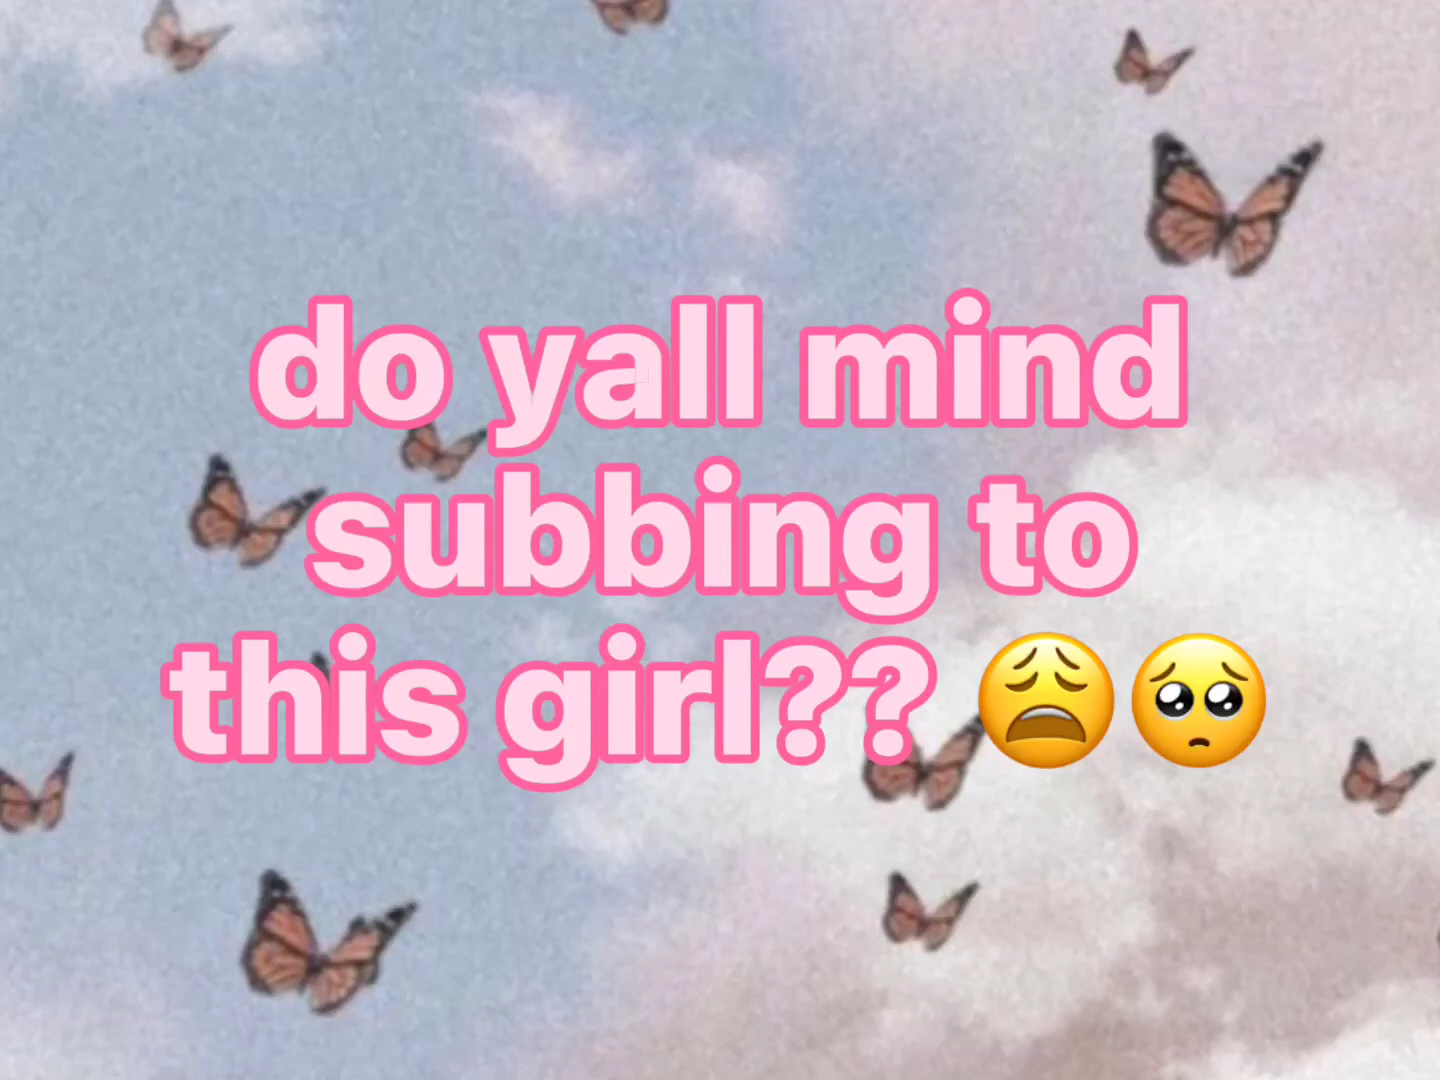 do yall mind
subbing to
this girl?? 😩🥺